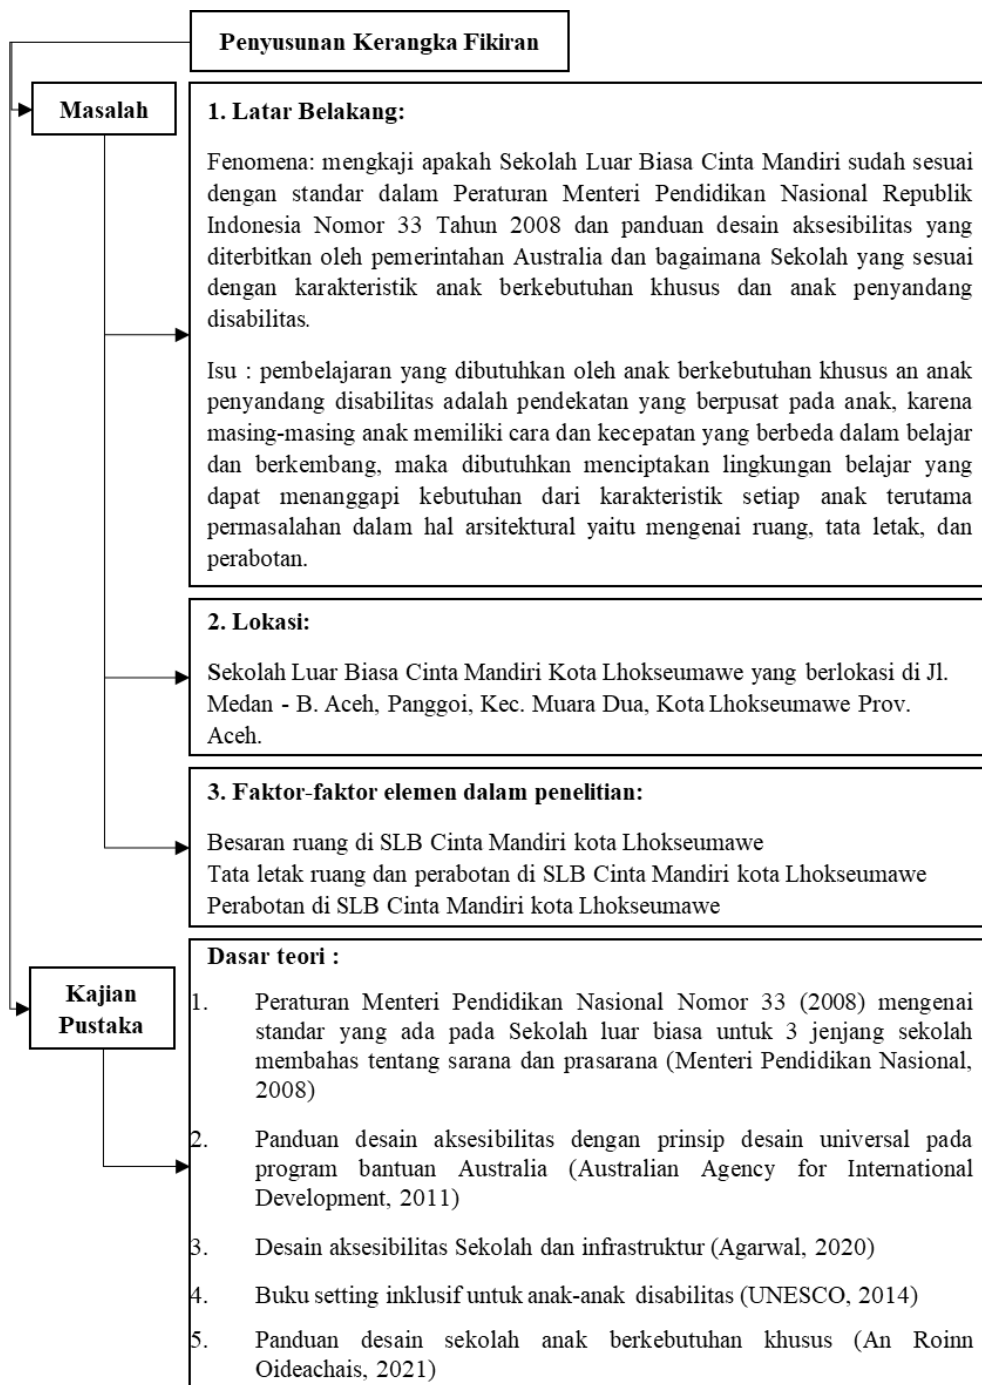 Penyusunan Kerangka Fikiran
Masalah
1. Latar Belakang:
Fenomena: mengkaji apakah Sekolah Luar Biasa Cinta Mandiri sudah sesuai
dengan standar dalam Peraturan Menteri Pendidikan Nasional Republik
Indonesia Nomor 33 Tahun 2008 dan panduan desain aksesibilitas yang
diterbitkan oleh pemerintahan Australia dan bagaimana Sekolah yang sesuai
dengan karakteristik anak berkebutuhan khusus dan anak penyandang
disabilitas.
Isu : pembelajaran yang dibutuhkan oleh anak berkebutuhan khusus an anak
penyandang disabilitas adalah pendekatan yang berpusat pada anak, karena
masing-masing anak memiliki cara dan kecepatan yang berbeda dalam belajar
dan berkembang, maka dibutuhkan menciptakan lingkungan belajar yang
dapat menanggapi kebutuhan dari karakteristik setiap anak terutama
permasalahan dalam hal arsitektural yaitu mengenai ruang, tata letak, dan
perabotan.
2. Lokasi:
Sekolah Luar Biasa Cinta Mandiri Kota Lhokseumawe yang berlokasi di Jl.
Medan - B. Aceh, Panggoi, Kec. Muara Dua, Kota Lhokseumawe Prov.
Aceh.
3. Faktor-faktor elemen dalam penelitian:
Besaran ruang di SLB Cinta Mandiri kota Lhokseumawe
Tata letak ruang dan perabotan di SLB Cinta Mandiri kota Lhokseumawe
Perabotan di SLB Cinta Mandiri kota Lhokseumawe
Kajian
Pustaka
Dasar teori :
1. Peraturan Menteri Pendidikan Nasional Nomor 33 (2008) mengenai
standar yang ada pada Sekolah luar biasa untuk 3 jenjang sekolah
membahas tentang sarana dan prasarana (Menteri Pendidikan Nasional,
2008)
2. Panduan desain aksesibilitas dengan prinsip desain universal pada
program bantuan Australia (Australian Agency for International
Development, 2011)
3. Desain aksesibilitas Sekolah dan infrastruktur (Agarwal, 2020)
4. Buku setting inklusif untuk anak-anak disabilitas (UNESCO, 2014)
5. Panduan desain sekolah anak berkebutuhan khusus (An Roinn
Oideachais, 2021)